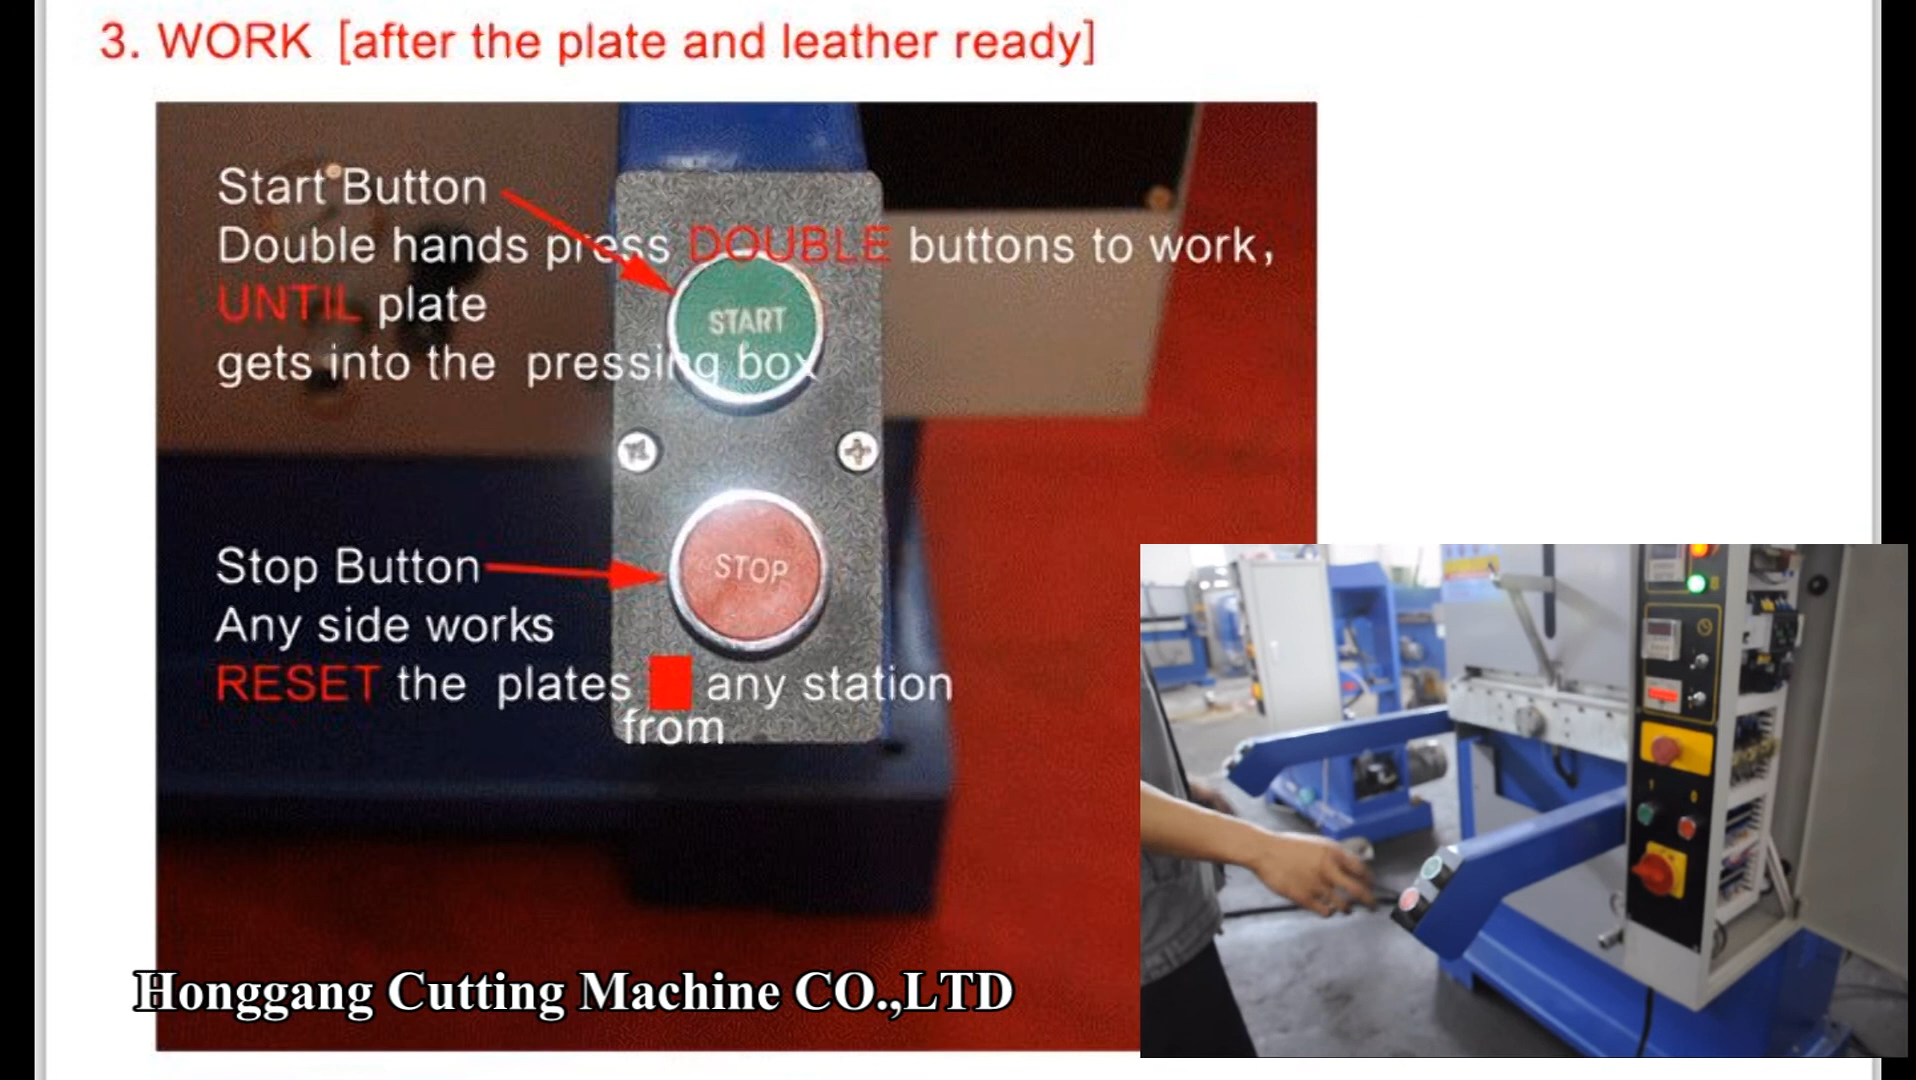 3. WORK [after the plate and leather ready]
Start Button
Double hands press DOUBLE buttons to work,
UNTIL plate
gets into the pressing box
START
STOP
Stop Button
Any side works
RESET the plates any station
from
Honggang Cutting Machine CO.,LTD